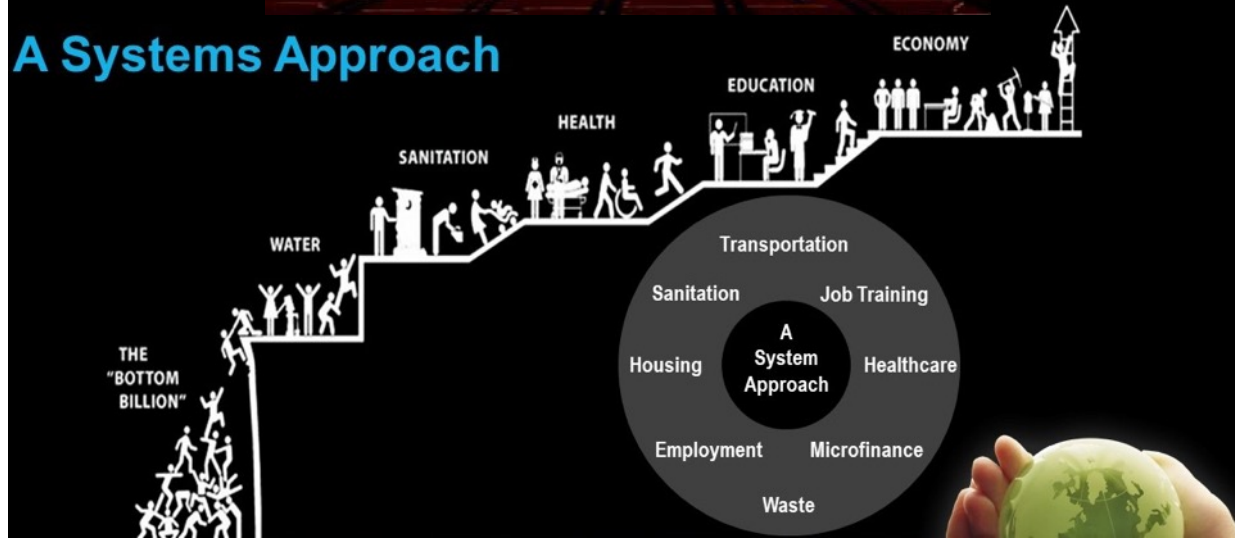 A Systems Approach
ECONOMY
EDUCATION
HEALTH
SANITATION
WATER
THE
"BOTTOM
BILLION"
Transportation
Sanitation
Job Training
A
System
Approach
Housing
Healthcare
Employment
Microfinance
Waste